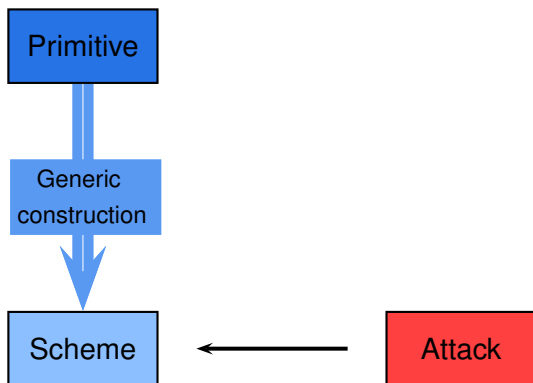 Primitive
Generic
construction
Scheme
Attack